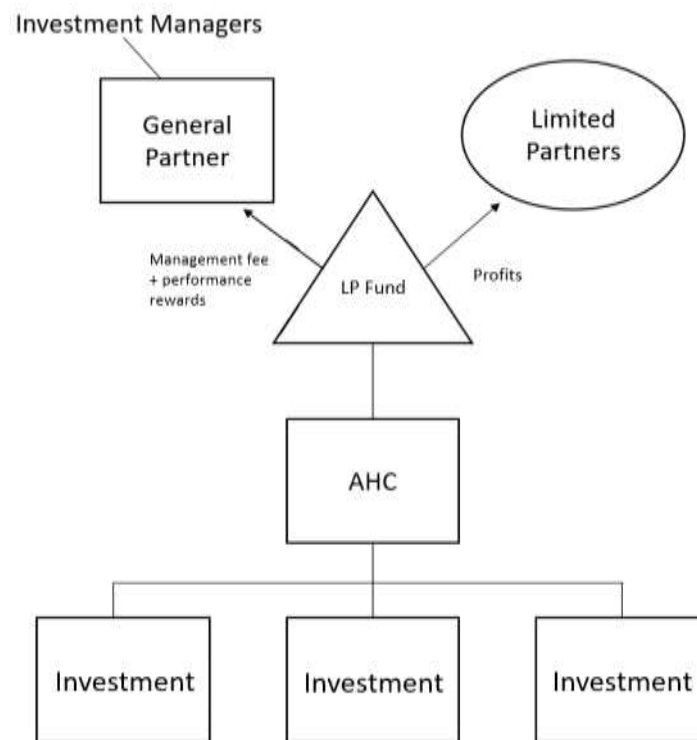 Investment Managers
General
Partner
Limited
Partners
Management fee
+ performance
rewards
LP Fund
Profits
AHC
Investment
Investment
Investment